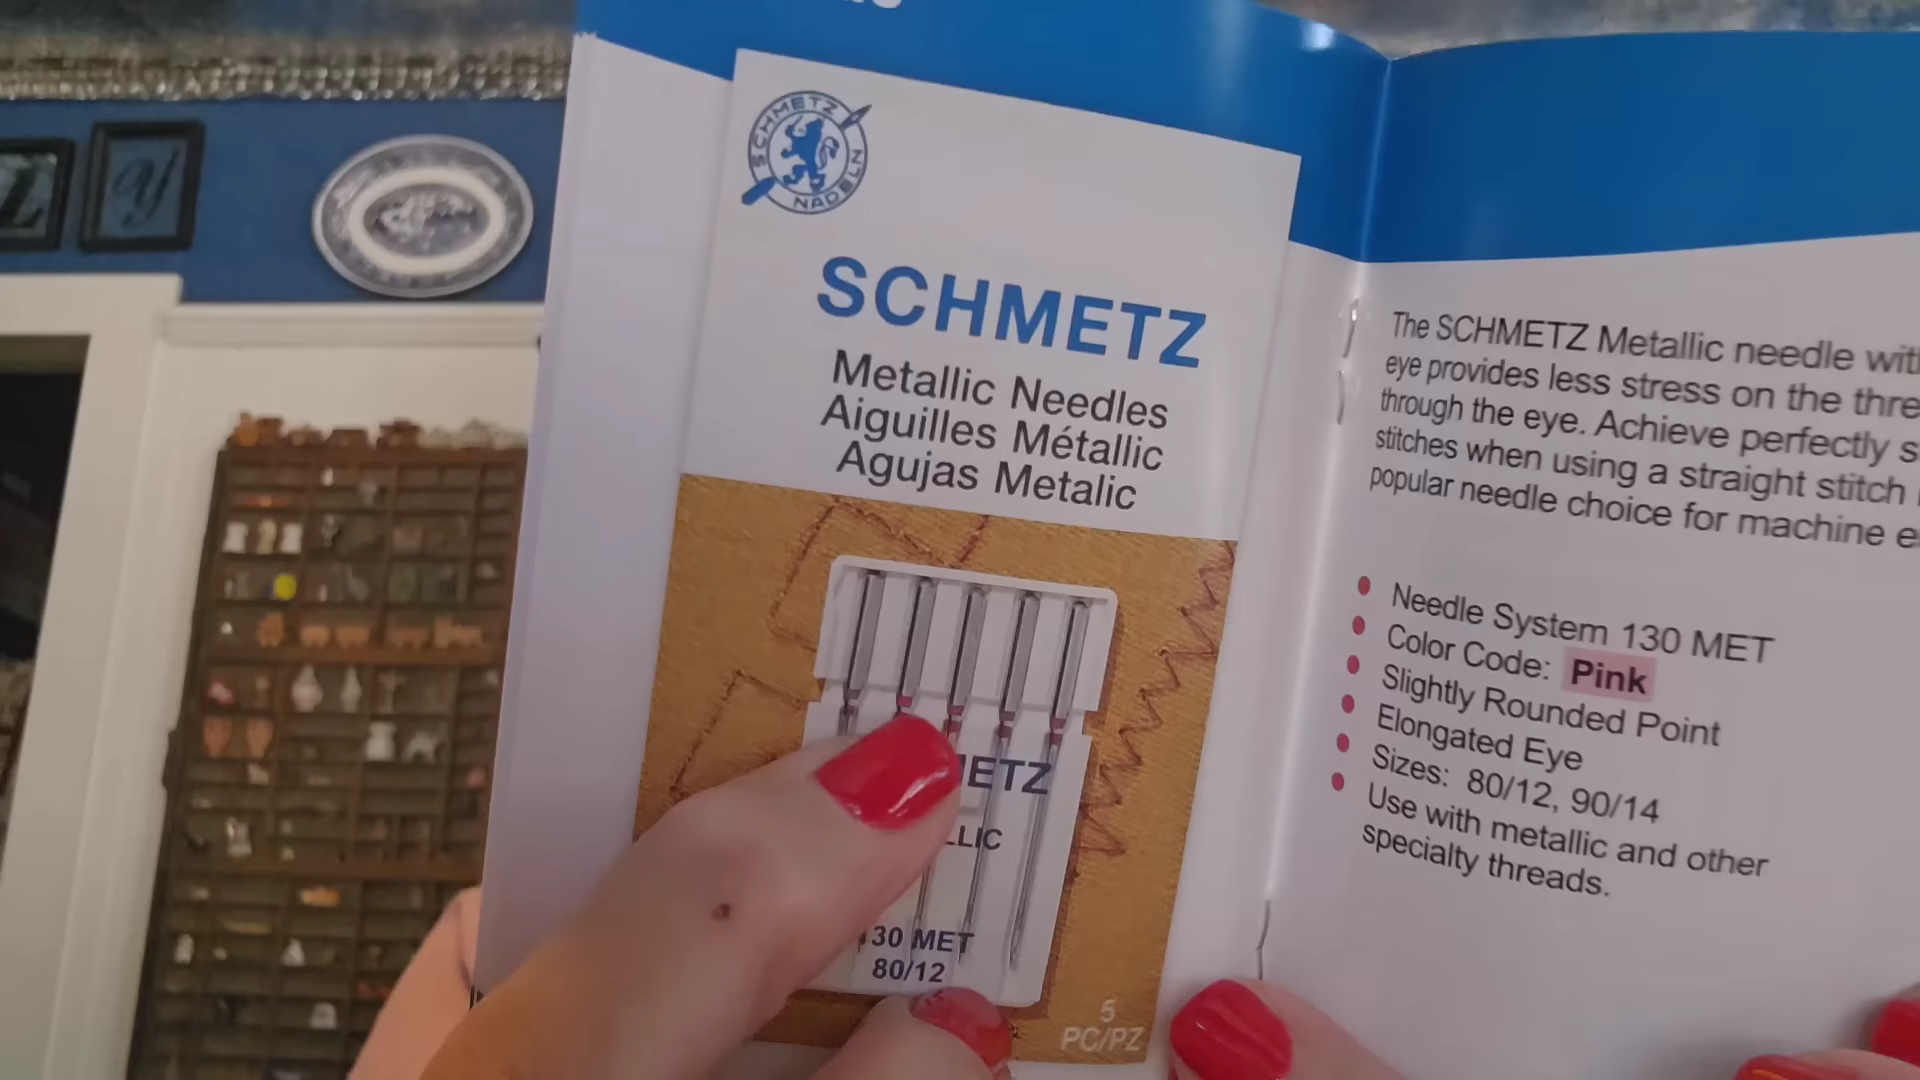 y
SCHMETZ
NADELN
SCHMETZ
Metallic Needles
Aiguilles Métallic
Agujas Metalic
METZ
LLIC
130 MET
80/12
5
PC/PZ
The SCHMETZ Metallic needle with
eye provides less stress on the
through the eye. Achieve perfectly
stitches when using a straight stitch
popular needle choice for machine
Needle System 130 MET
Color Code: Pink
Slightly Rounded Point
Elongated Eye
Sizes: 80/12, 90/14
Use with metallic and other
specialty threads.